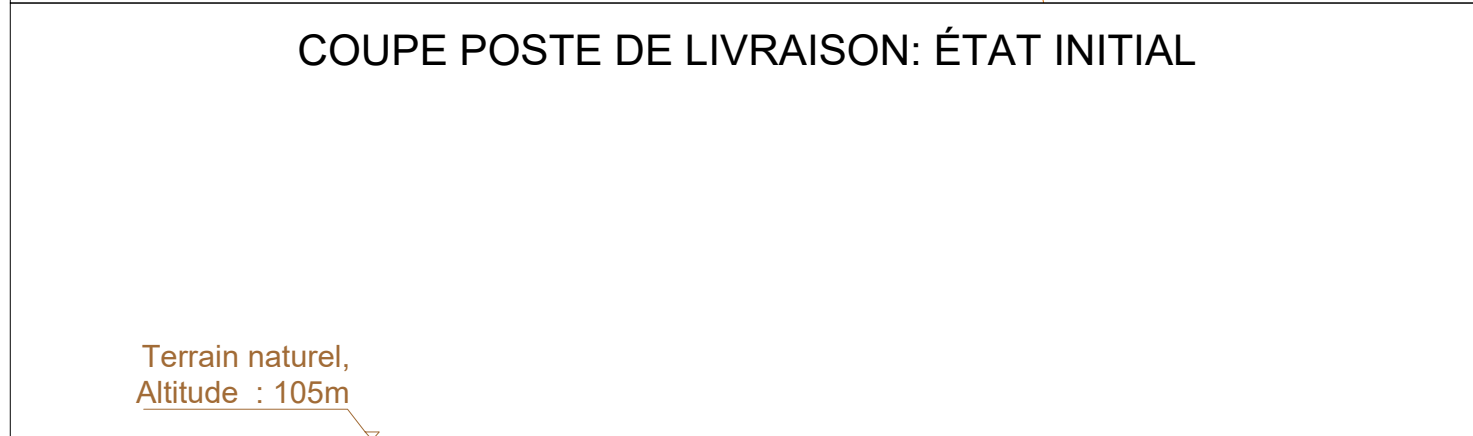 COUPE POSTE DE LIVRAISON: ÉTAT INITIAL
Terrain naturel,
Altitude : 105m